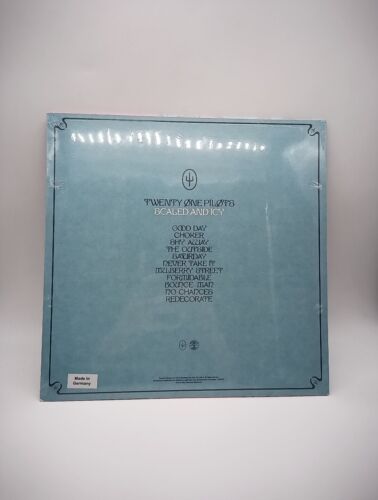 TWENTY ØNE PILØTS
SCALED AND ICY
GOOD DAY
CHOKER
SHY AWAY
THE OUTSIDE
SATURDAY
NEVER TAKE IT
MULBERRY STREET
FORMIDABLE
BOUNCE MAN
NO CHANCES
REDECORATE
Made in
Germany